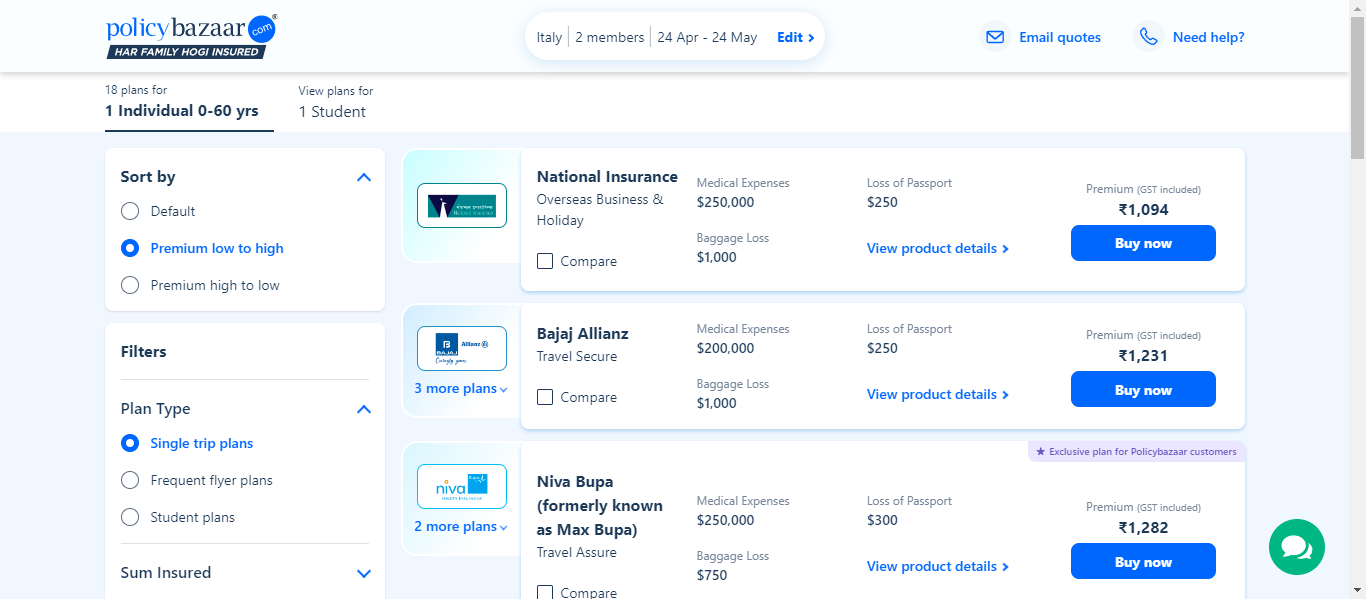 policybazaar.com
HAR FAMILY HOGI INSURED
Italy 2 members 24 Apr - 24 May Edit
Email quotes
Need help?
18 plans for
1 Individual 0-60 yrs
View plans for
1 Student
Sort by
Default
Premium low to high
Premium high to low
Filters
Plan Type
Single trip plans
Frequent flyer plans
Student plans
Sum Insured
National Insurance
National Insurance
Overseas Business &
Holiday
Compare
Medical Expenses
$250,000
Baggage Loss
$1,000
Loss of Passport
$250
View product details
Premium (GST included)
₹1,094
Buy now
BAJAJ Allianz
Caringly yours
3 more plans
Bajaj Allianz
Travel Secure
Compare
Medical Expenses
$200,000
Baggage Loss
$1,000
Loss of Passport
$250
View product details
Premium (GST included)
₹1,231
Buy now
Exclusive plan for Policybazaar customers
niva Bupa
2 more plans
Niva Bupa
(formerly known
as Max Bupa)
Travel Assure
Compare
Medical Expenses
$250,000
Baggage Loss
$750
Loss of Passport
$300
View product details
Premium (GST included)
₹1,282
Buy now